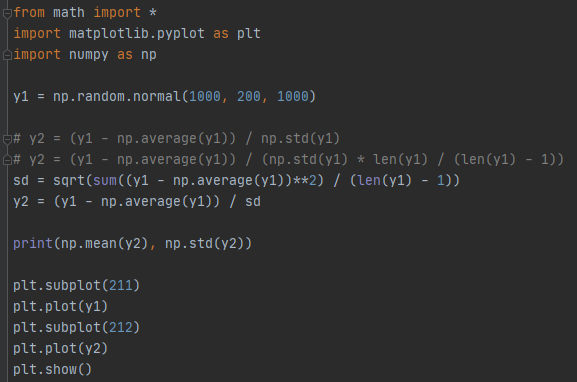 from math import *
import matplotlib.pyplot as plt
import numpy as np
y1 = np.random.normal(1000, 200, 1000)
# y2 = (y1 - np.average(y1)) / np.std(y1)
# y2 = (y1 - np.average(y1)) / (np.std(y1) * len(y1) / (len(y1) - 1))
sd = sqrt(sum((y1 - np.average(y1))**2) / (len(y1) - 1))
y2 = (y1 - np.average(y1)) / sd
print(np.mean(y2), np.std(y2))
plt.subplot(211)
plt.plot(y1)
plt.subplot(212)
plt.plot(y2)
plt.show()